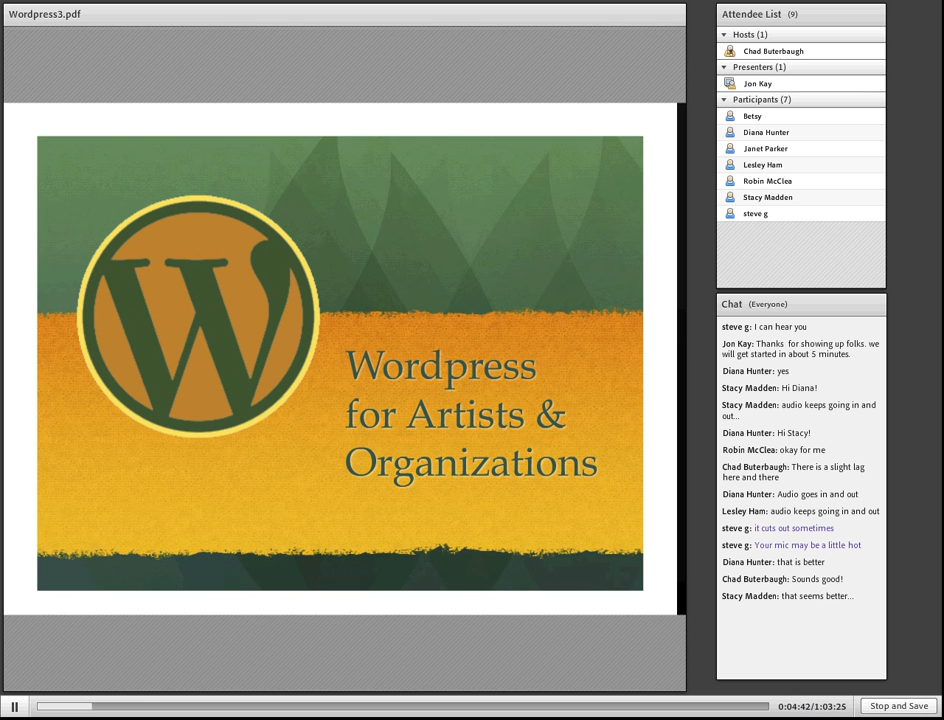 Wordpress3.pdf
Wordpress
for Artists &
Organizations
Attendee List (9)
Hosts (1)
Chad Buterbaugh
Presenters (1)
Jon Kay
Participants (7)
Betsy
Diana Hunter
Janet Parker
Lesley Ham
Robin McClea
Stacy Madden
steve g
Chat (Everyone)
steve g: I can hear you
Jon Kay: Thanks for showing up folks. we
will get started in about 5 minutes.
Diana Hunter: yes
Stacy Madden: Hi Diana!
Stacy Madden: audio keeps going in and
out...
Diana Hunter: Hi Stacy!
Robin McClea: okay for me
Chad Buterbaugh: There is a slight lag
here and there
Diana Hunter: Audio goes in and out
Lesley Ham: audio keeps going in and out
steve g: it cuts out sometimes
steve g: Your mic may be a little hot
Diana Hunter: that is better
Chad Buterbaugh: Sounds good!
Stacy Madden: that seems better...
0:04:42/1:03:25
Stop and Save